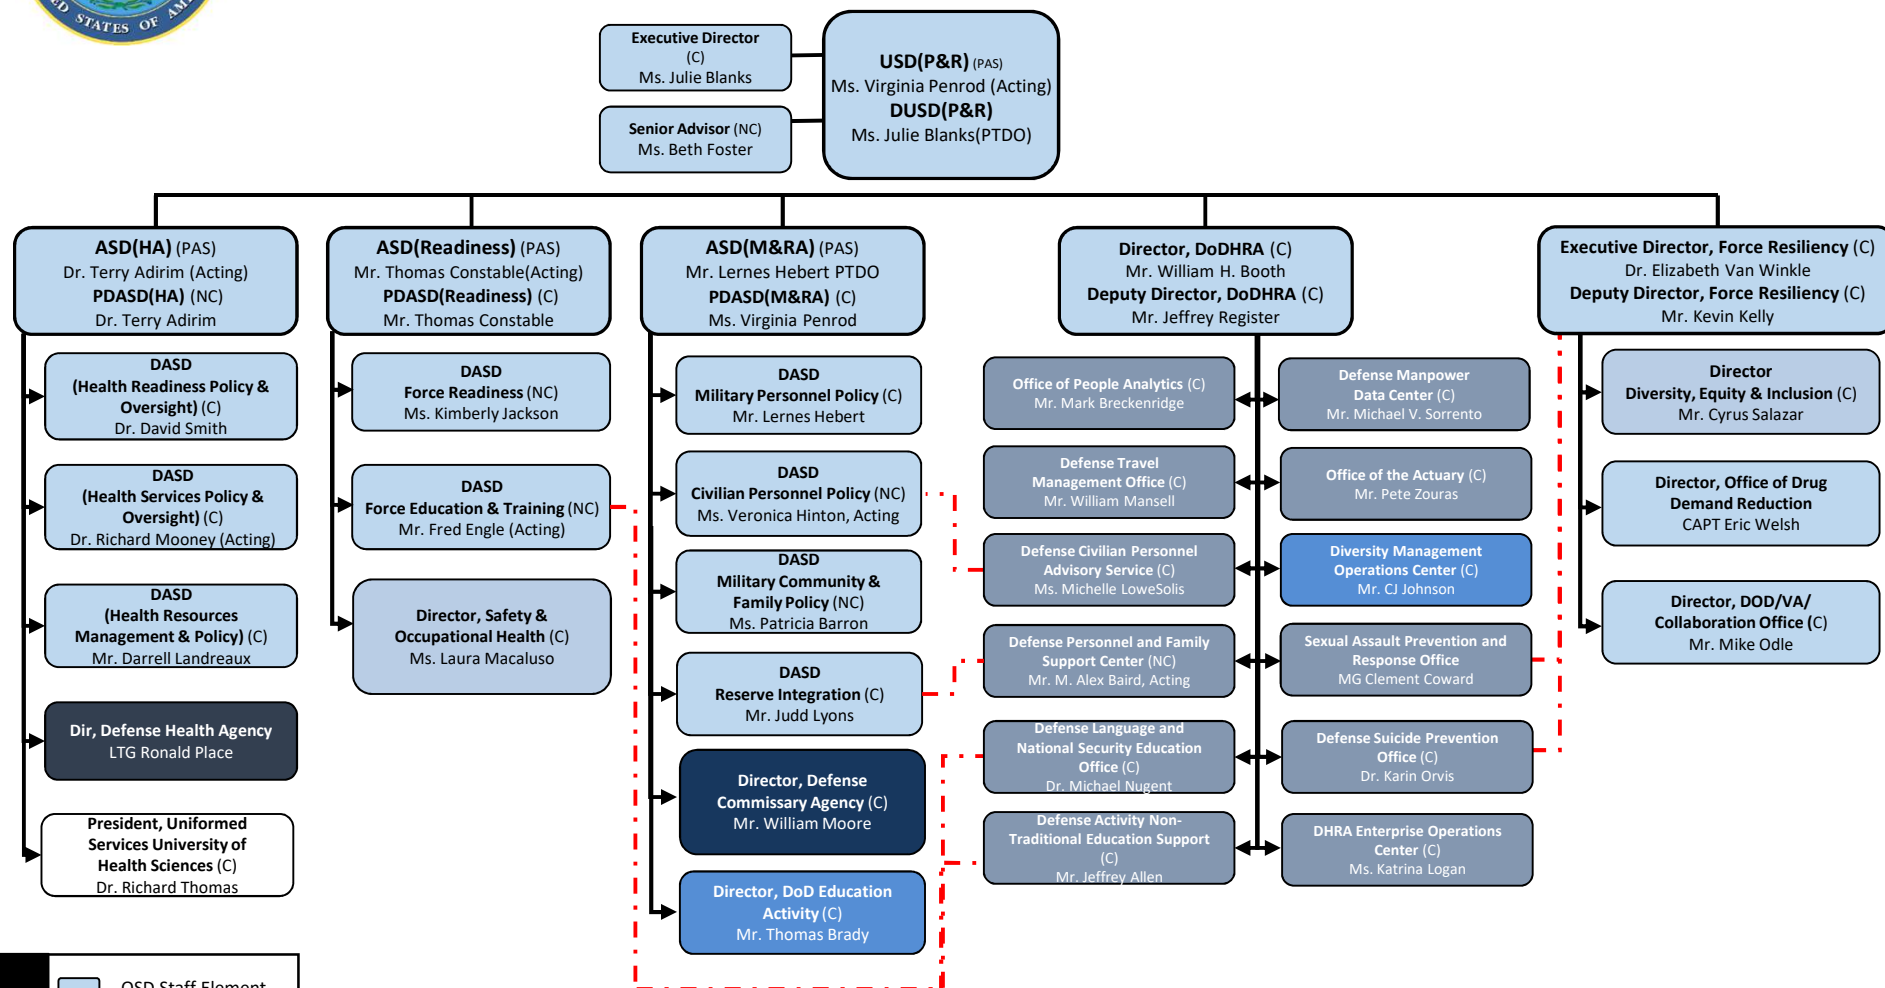 STATES OF
Executive Director
(C)
Ms. Julie Blanks
Senior Advisor (NC)
Ms. Beth Foster
USD(P&R) (PAS)
Ms. Virginia Penrod (Acting)
DUSD(P&R)
Ms. Julie Blanks(PTDO)
ASD(HA) (PAS)
Dr. Terry Adirim (Acting)
PDASD(HA) (NC)
Dr. Terry Adirim
ASD(Readiness) (PAS)
Mr. Thomas Constable(Acting)
PDASD(Readiness) (C)
Mr. Thomas Constable
ASD(M&RA) (PAS)
Mr. Lernes Hebert PTDO
PDASD(M&RA) (C)
Ms. Virginia Penrod
Director, DoDHRA (C)
Mr. William H. Booth
Deputy Director, DoDHRA (C)
Mr. Jeffrey Register
Executive Director, Force Resiliency (C)
Dr. Elizabeth Van Winkle
Deputy Director, Force Resiliency (C)
Mr. Kevin Kelly
DASD
(Health Readiness Policy &
Oversight) (C)
Dr. David Smith
DASD
(Health Services Policy &
Oversight) (C)
Dr. Richard Mooney (Acting)
DASD
(Health Resources
Management & Policy) (C)
Mr. Darrell Landreaux
Dir, Defense Health Agency
LTG Ronald Place
President, Uniformed
Services University of
Health Sciences (C)
Dr. Richard Thomas
DASD
Force Readiness (NC)
Ms. Kimberly Jackson
DASD
Force Education & Training (NC)
Mr. Fred Engle (Acting)
Director, Safety &
Occupational Health (C)
Ms. Laura Macaluso
DASD
Military Personnel Policy (C)
Mr. Lernes Hebert
DASD
Civilian Personnel Policy (NC)
Ms. Veronica Hinton, Acting
DASD
Military Community &
Family Policy (NC)
Ms. Patricia Barron
DASD
Reserve Integration (C)
Mr. Judd Lyons
Director, Defense
Commissary Agency (C)
Mr. William Moore
Director, DoD Education
Activity (C)
Mr. Thomas Brady
Office of People Analytics (C)
Mr. Mark Breckenridge
Defense Travel
Management Office (C)
Mr. William Mansell
Defense Civilian Personnel
Advisory Service (C)
Ms. Michelle LoweSolis
Defense Personnel and Family
Support Center (NC)
Mr. M. Alex Baird, Acting
Defense Language and
National Security Education
Office (C)
Dr. Michael Nugent
Defense Activity Non-
Traditional Education Support
(C)
Mr. Jeffrey Allen
Defense Manpower
Data Center (C)
Mr. Michael V. Sorrento
Office of the Actuary (C)
Mr. Pete Zouras
Diversity Management
Operations Center (C)
Mr. CJ Johnson
Sexual Assault Prevention and
Response Office
MG Clement Coward
Defense Suicide Prevention
Office (C)
Dr. Karin Orvis
DHRA Enterprise Operations
Center (C)
Ms. Katrina Logan
Director
Diversity, Equity & Inclusion (C)
Mr. Cyrus Salazar
Director, Office of Drug
Demand Reduction
CAPT Eric Welsh
Director, DOD/VA/
Collaboration Office (C)
Mr. Mike Odle
OSD Staff Element